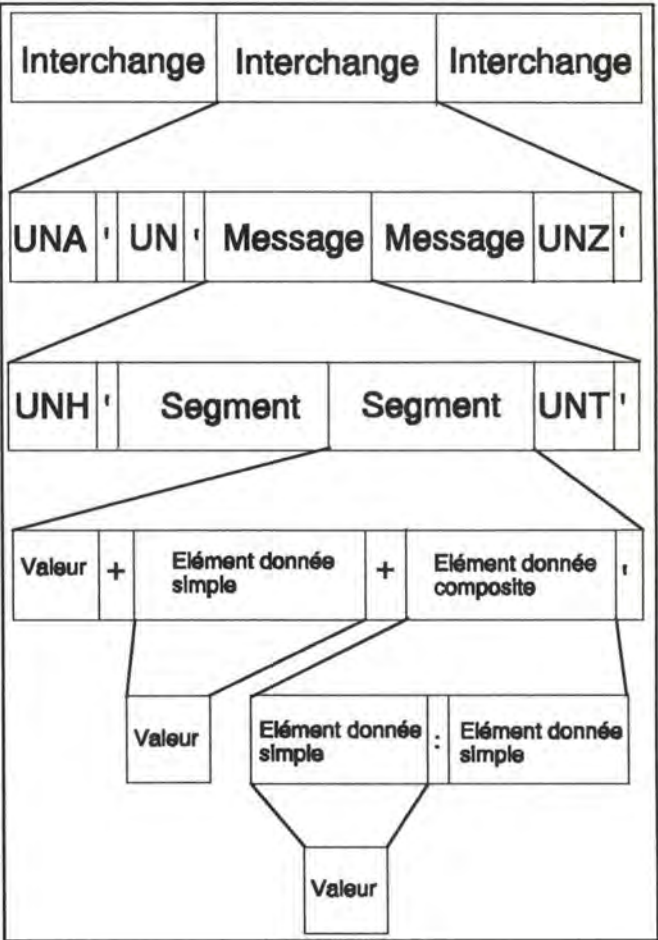 Interchange Interchange Interchange
UNA ' UN ' Message Message UNZ '
UNH ' Segment Segment UNT '
Valeur + Elément donnée simple + Elément donnée composite '
Valeur
Elément donnée simple : Elément donnée simple
Valeur